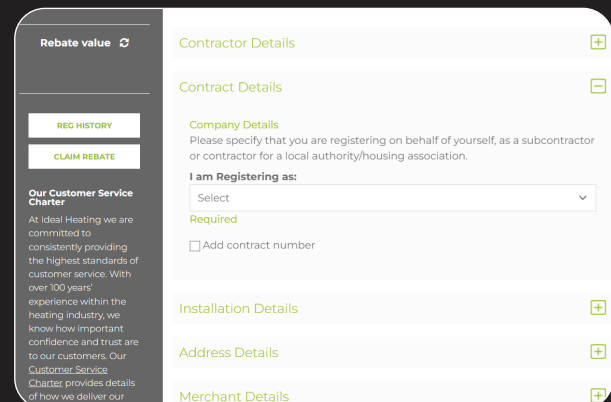 Rebate value
REG HISTORY
CLAIM REBATE
Our Customer Service
Charter
At Ideal Heating we are
committed to
consistently providing
the highest standards of
customer service. With
over 100 years'
experience within the
heating industry, we
know how important
confidence and trust are
to our customers. Our
Customer Service
Charter provides details
of how we deliver our
Contractor Details
Contract Details
Company Details
Please specify that you are registering on behalf of yourself, as a subcontractor
or contractor for a local authority/housing association.
I am Registering as:
Select
Required
Add contract number
Installation Details
Address Details
Merchant Details